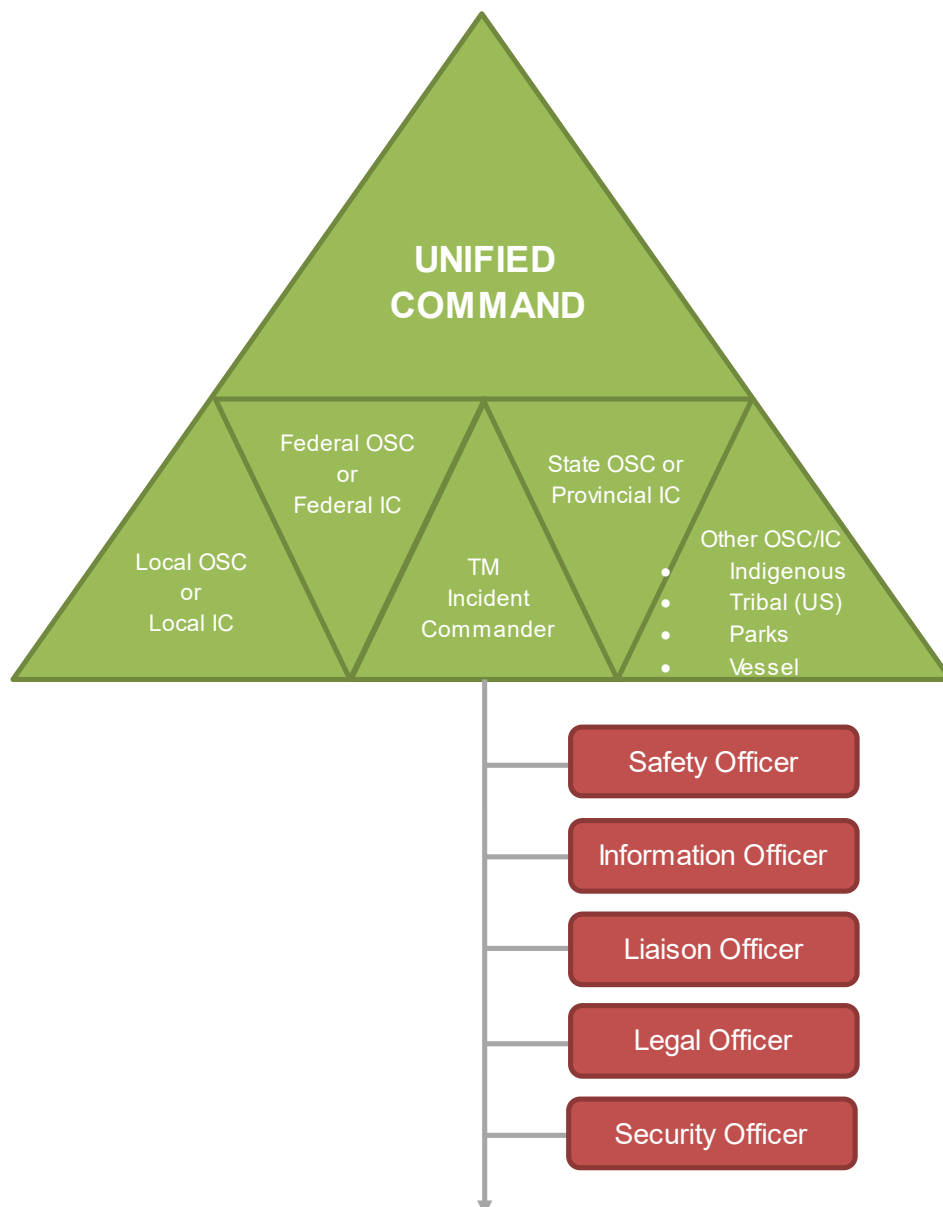 UNIFIED
COMMAND
Local OSC
or
Local IC
Federal OSC
or
Federal IC
TM
Incident
Commander
State OSC or
Provincial IC
Other OSC/IC
• Indigenous
• Tribal (US)
• Parks
• Vessel
Safety Officer
Information Officer
Liaison Officer
Legal Officer
Security Officer